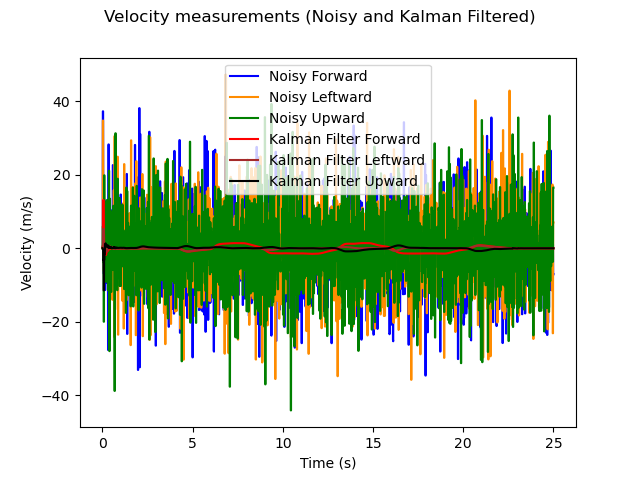 Velocity measurements (Noisy and Kalman Filtered)
Noisy Forward
Noisy Leftward
Noisy Upward
Kalman Filter Forward
Kalman Filter Leftward
Kalman Filter Upward
40
20
0
−20
−40
Velocity (m/s)
0 5 10 15 20 25
Time (s)